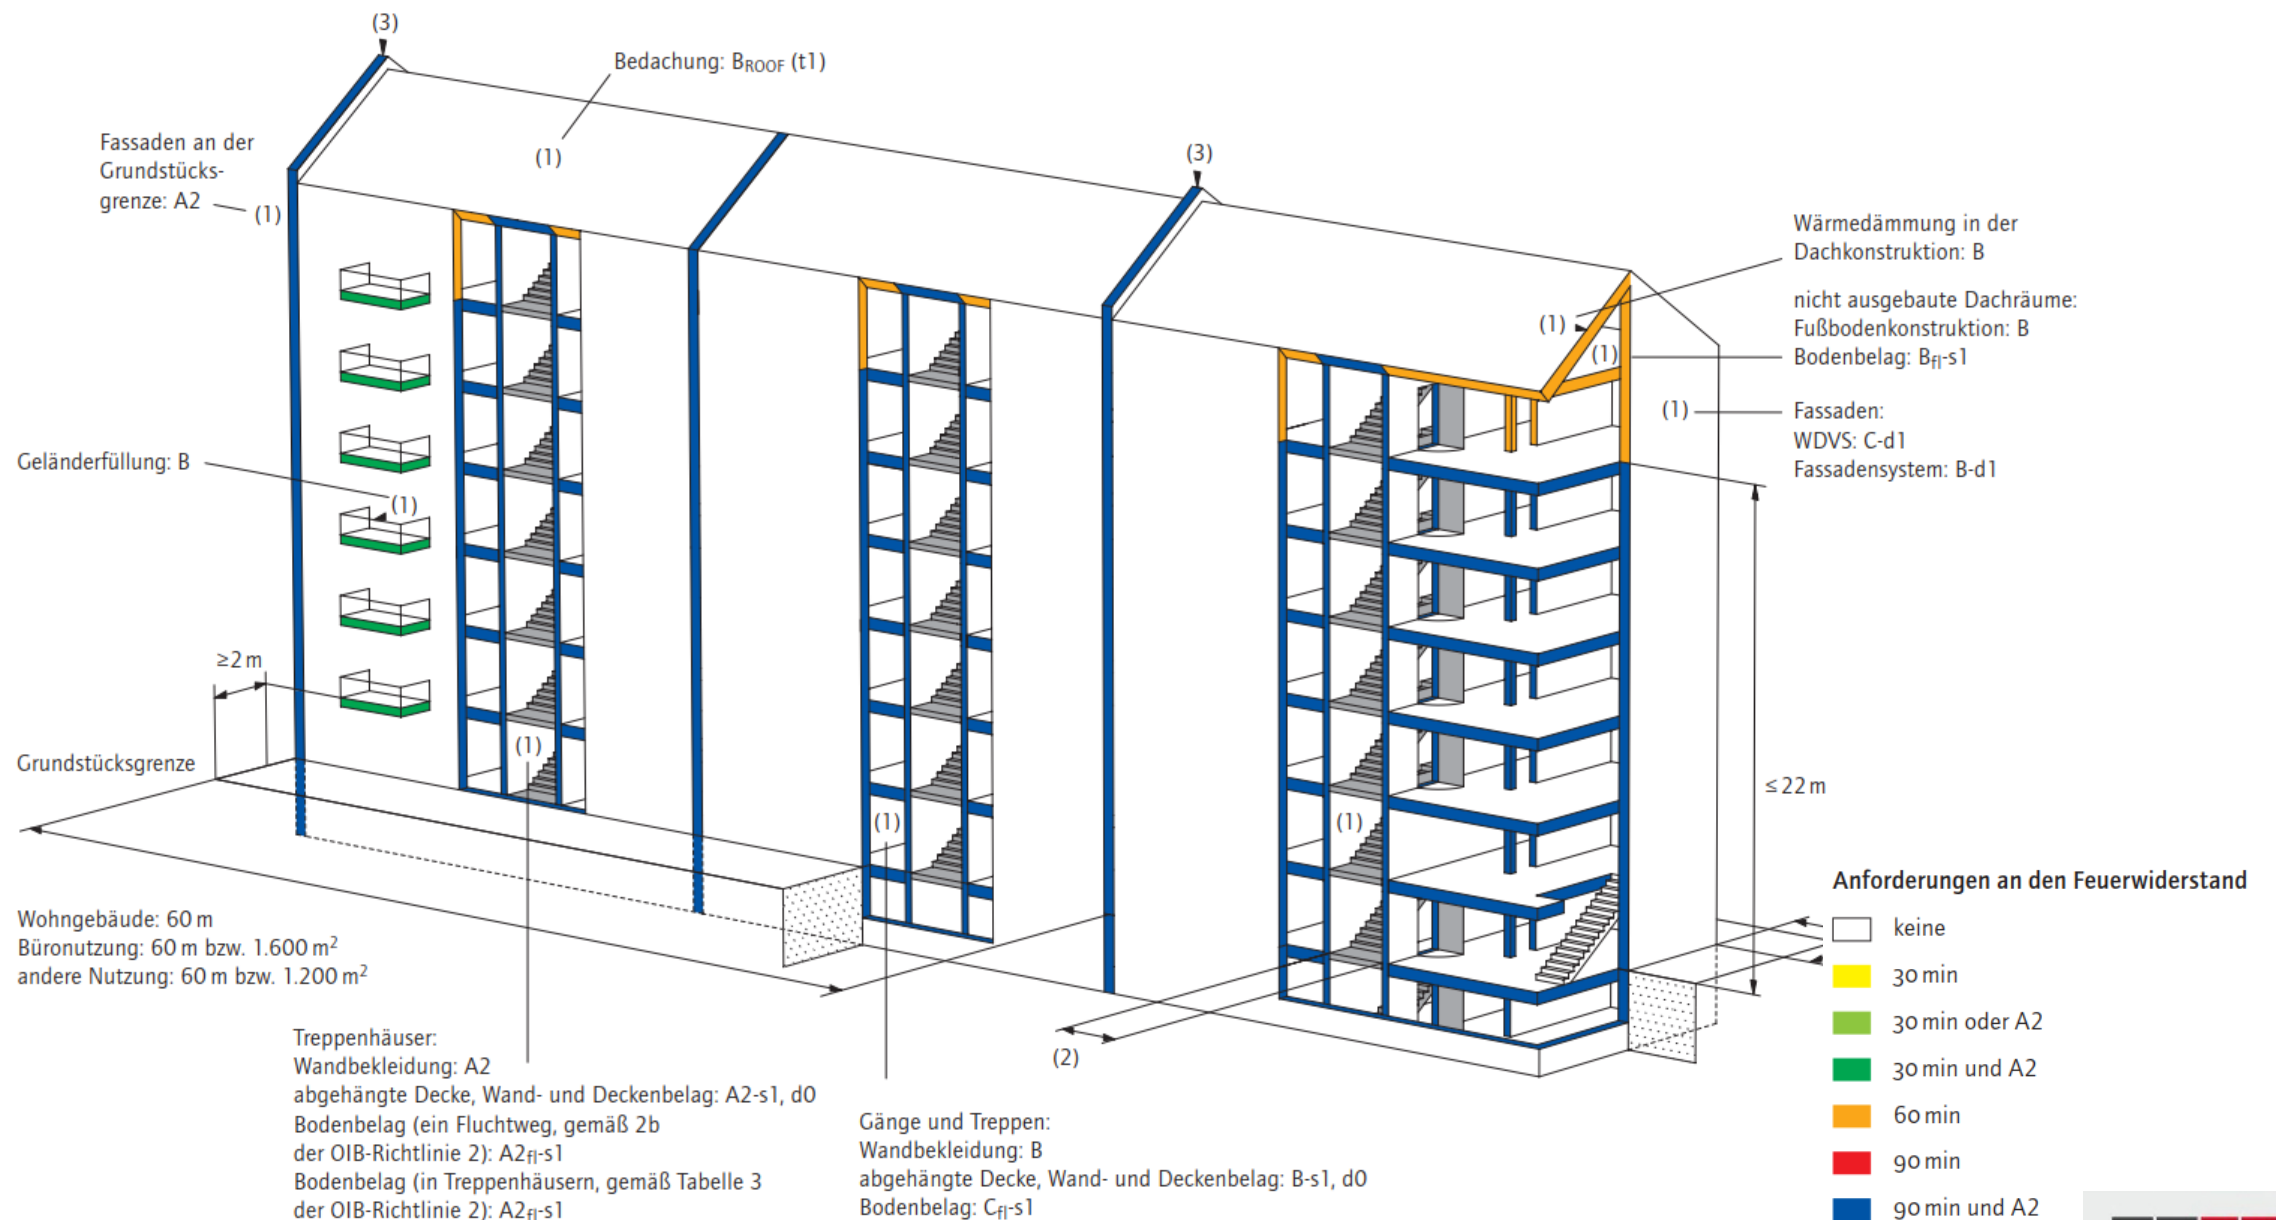 (3)
Bedachung: BROOF (t1)
Fassaden an der
Grundstücks-
grenze: A2
(1)
(1)
(3)
Wärmedämmung in der
Dachkonstruktion: B
nicht ausgebaute Dachräume:
Fußbodenkonstruktion: B
Bodenbelag: Bfl-s1
(1)
(1)
(1)
Fassaden:
WDVS: C-d1
Fassadensystem: B-d1
Geländerfüllung: B
(1)
≥2 m
Grundstücksgrenze
(1)
(1)
(1)
≤ 22 m
Wohngebäude: 60 m
Büronutzung: 60 m bzw. 1.600 m²
andere Nutzung: 60 m bzw. 1.200 m²
(2)
Treppenhäuser:
Wandbekleidung: A2
abgehängte Decke, Wand- und Deckenbelag: A2-s1, d0
Bodenbelag (ein Fluchtweg, gemäß 2b
der OIB-Richtlinie 2): A2fl-s1
Bodenbelag (in Treppenhäusern, gemäß Tabelle 3
der OIB-Richtlinie 2): A2fl-s1
Gänge und Treppen:
Wandbekleidung: B
abgehängte Decke, Wand- und Deckenbelag: B-s1, d0
Bodenbelag: Cfl-s1
Anforderungen an den Feuerwiderstand
keine
30 min
30 min oder A2
30 min und A2
60 min
90 min
90 min und A2